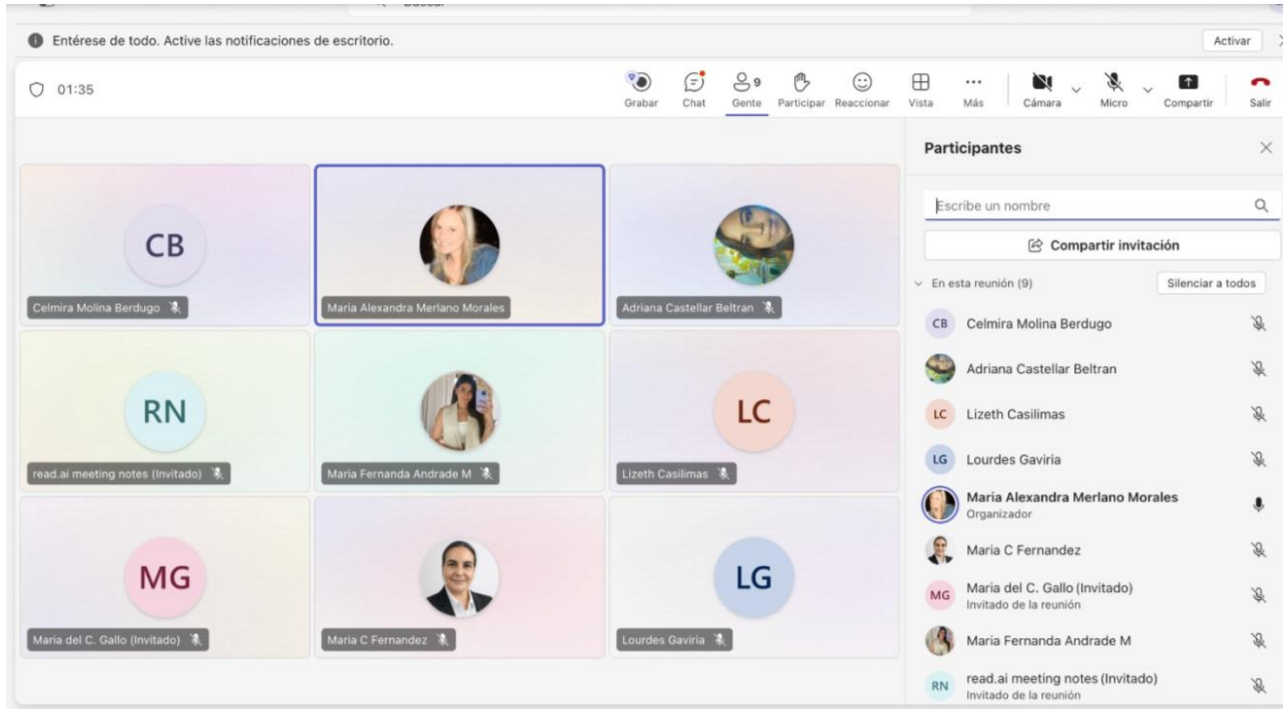 Entérese de todo. Active las notificaciones de escritorio.
Activar
01:35
Grabar
Chat
9
Gente
Participar
Reaccionar
Vista
Más
Cámara
Micro
Compartir
Salir
CB
Celmira Molina Berdugo
Maria Alexandra Merlano Morales
Adriana Castellar Beltran
RN
read.ai meeting notes (Invitado)
Maria Fernanda Andrade M
LC
Lizeth Casilimas
MG
Maria del C. Gallo (Invitado)
Maria C Fernandez
LG
Lourdes Gaviria
Participantes
Escribe un nombre
Compartir invitación
En esta reunión (9)
Silenciar a todos
CB Celmira Molina Berdugo
Adriana Castellar Beltran
LC Lizeth Casilimas
LG Lourdes Gaviria
Maria Alexandra Merlano Morales
Organizador
Maria C Fernandez
MG Maria del C. Gallo (Invitado)
Invitado de la reunión
Maria Fernanda Andrade M
RN read.ai meeting notes (Invitado)
Invitado de la reunión